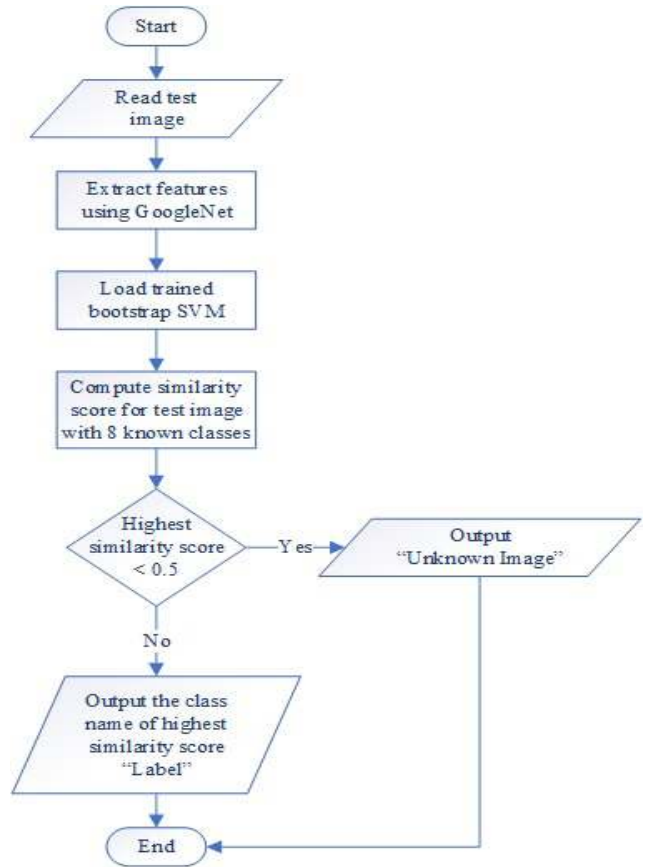 Start
Read test
image
Extract features
using GoogleNet
Load trained
bootstrap SVM
Compute similarity
score for test image
with 8 known classes
Highest
similarity score
< 0.5
Yes
Output
“Unknown Image”
No
Output the class
name of highest
similarity score
“Label”
End